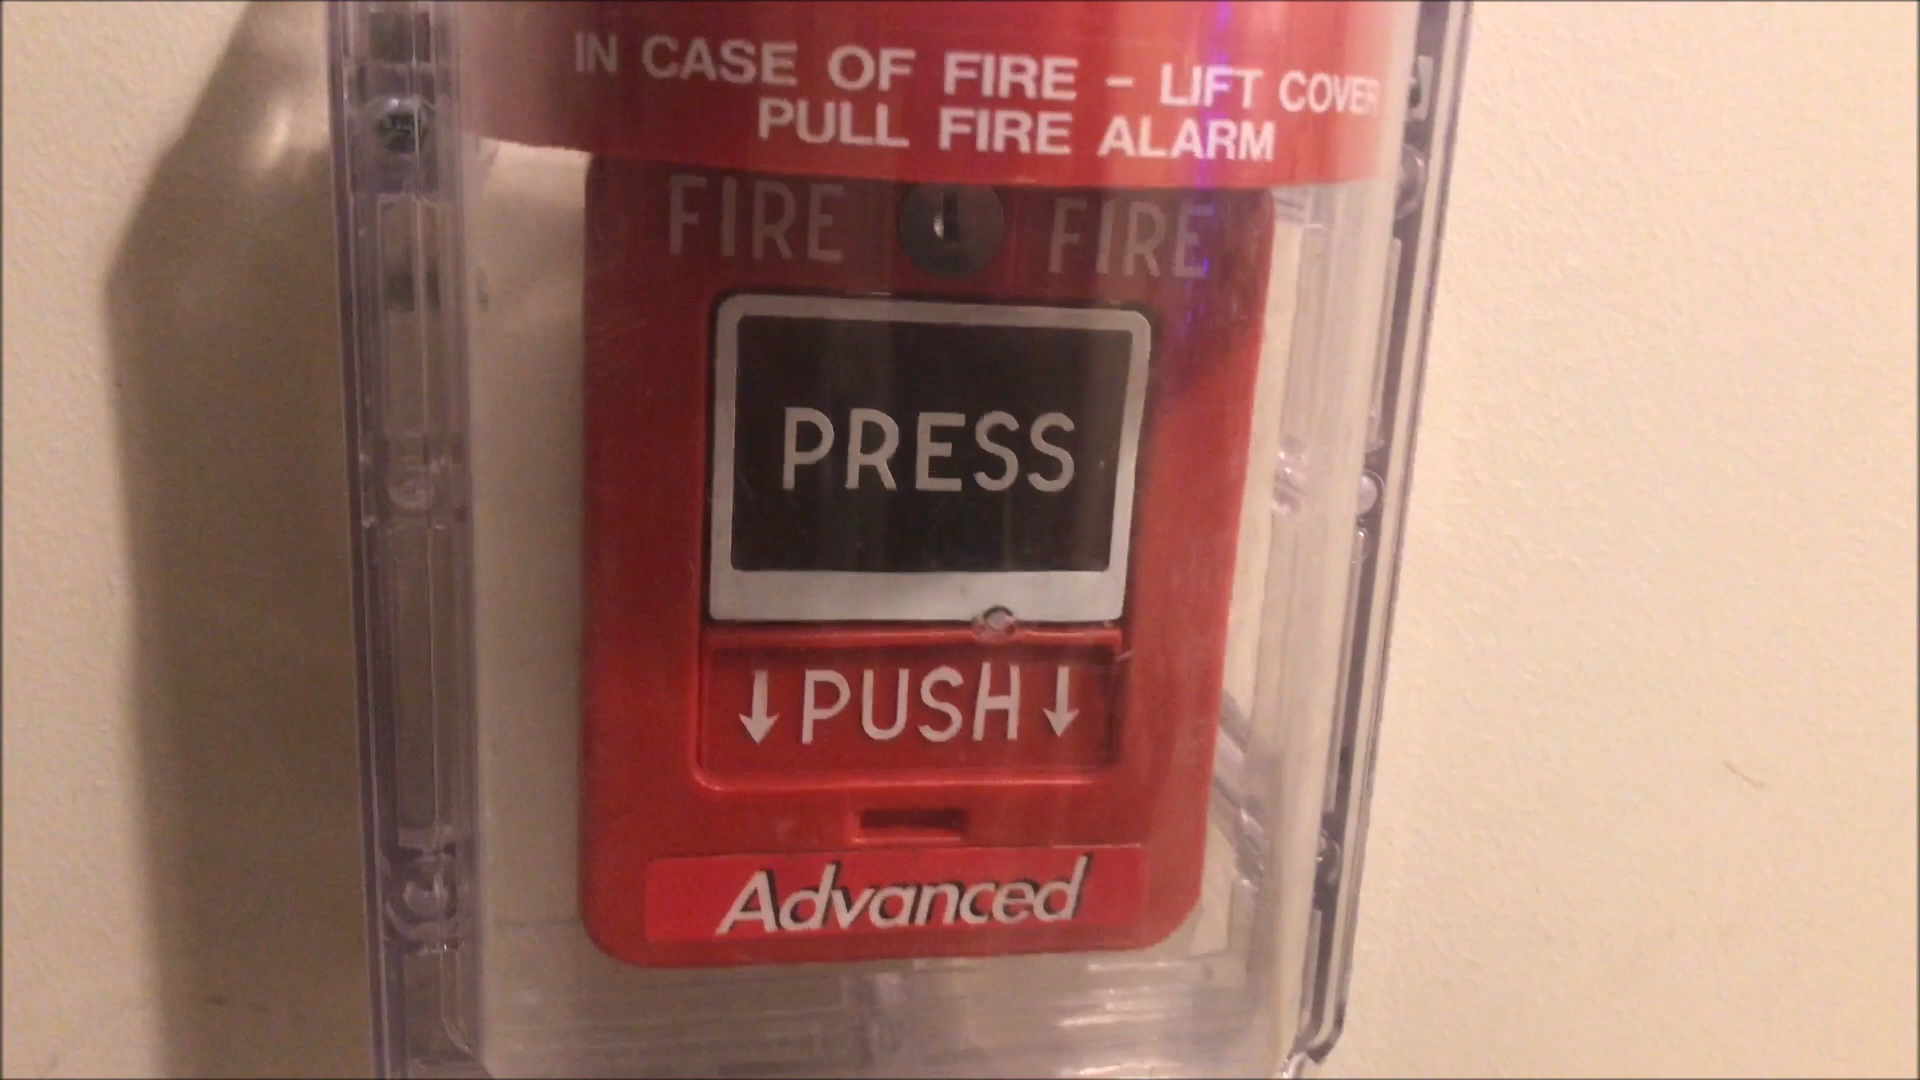 IN CASE OF FIRE - LIFT COVER
PULL FIRE ALARM
FIRE FIRE
PRESS
↓PUSH↓
Advanced